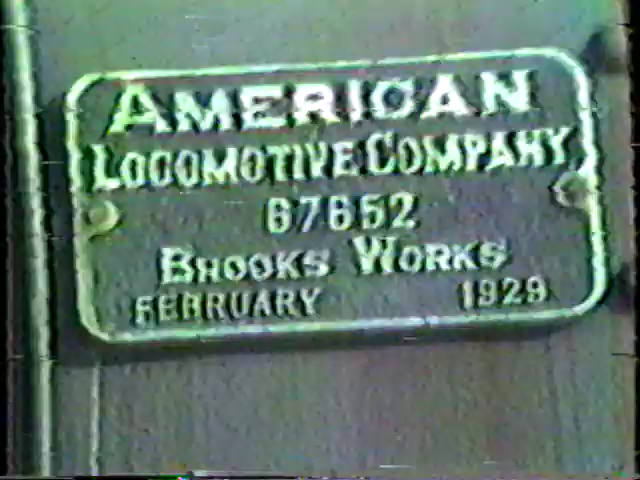 AMERICAN
LOCOMOTIVE COMPANY
67652
BROOKS WORKS
FEBRUARY 1929